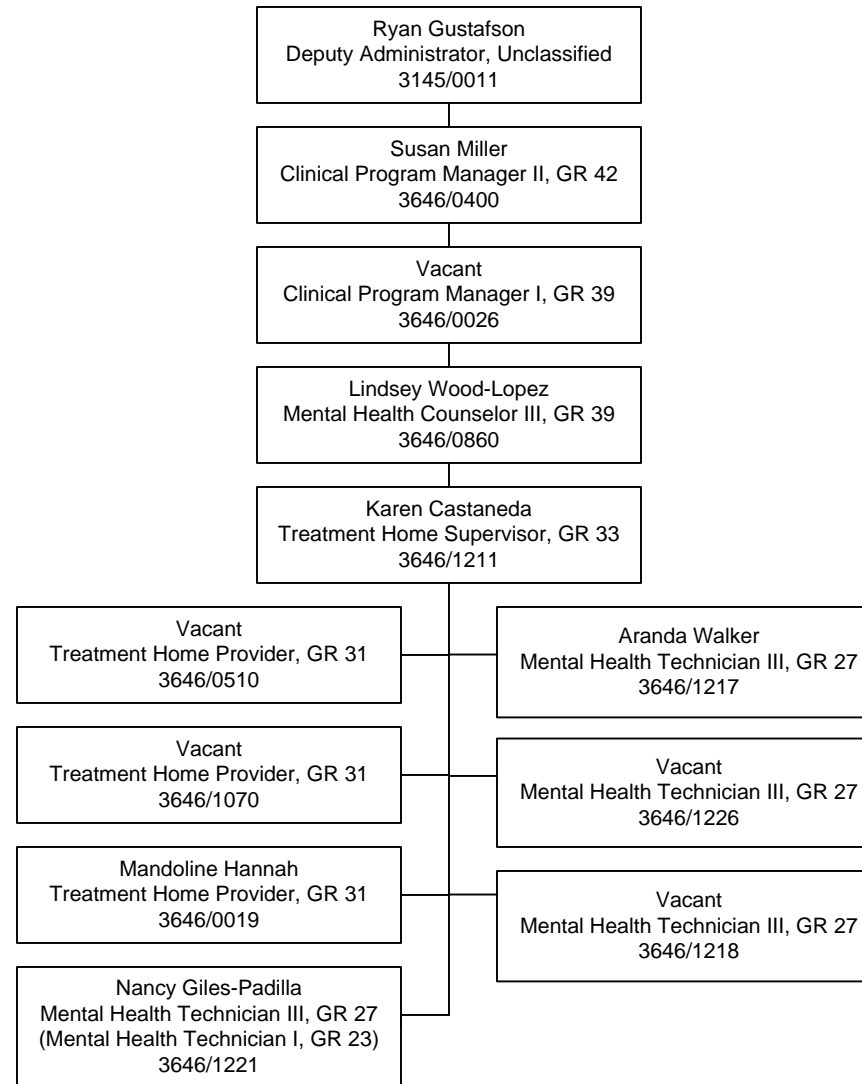 Ryan Gustafson
Deputy Administrator, Unclassified
3145/0011
Susan Miller
Clinical Program Manager II, GR 42
3646/0400
Vacant
Clinical Program Manager I, GR 39
3646/0026
Lindsey Wood-Lopez
Mental Health Counselor III, GR 39
3646/0860
Karen Castaneda
Treatment Home Supervisor, GR 33
3646/1211
Vacant
Treatment Home Provider, GR 31
3646/0510
Aranda Walker
Mental Health Technician III, GR 27
3646/1217
Vacant
Treatment Home Provider, GR 31
3646/1070
Vacant
Mental Health Technician III, GR 27
3646/1226
Mandoline Hannah
Treatment Home Provider, GR 31
3646/0019
Vacant
Mental Health Technician III, GR 27
3646/1218
Nancy Giles-Padilla
Mental Health Technician III, GR 27
(Mental Health Technician I, GR 23)
3646/1221